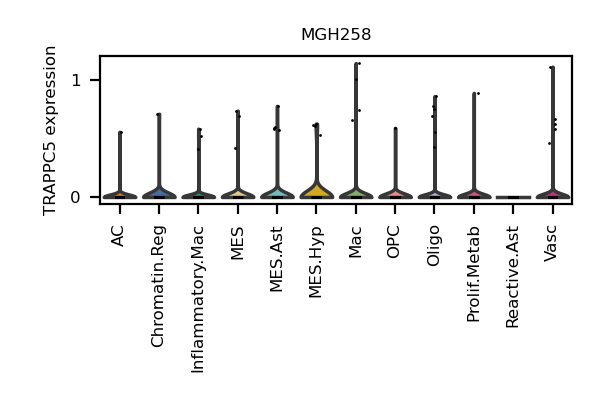 MGH258
TRAPPC5 expression
1
0
AC
Chromatin.Reg
Inflammatory.Mac
MES
MES.Ast
MES.Hyp
Mac
OPC
Oligo
Prolif.Metab
Reactive.Ast
Vasc